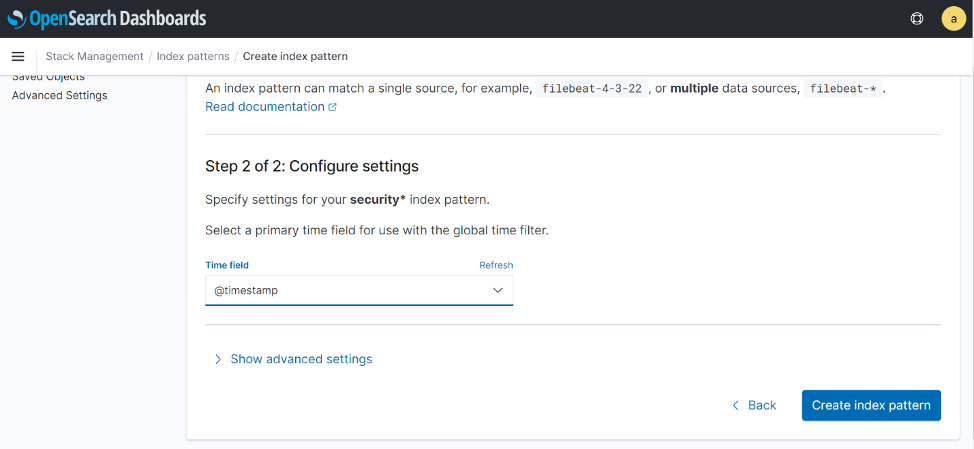 OpenSearch Dashboards
a
Stack Management / Index patterns / Create index pattern
Saved Objects
Advanced Settings
An index pattern can match a single source, for example, filebeat-4-3-22 , or multiple data sources, filebeat-* .
Read documentation
Step 2 of 2: Configure settings
Specify settings for your security* index pattern.
Select a primary time field for use with the global time filter.
Time field Refresh
@timestamp
Show advanced settings
Back Create index pattern